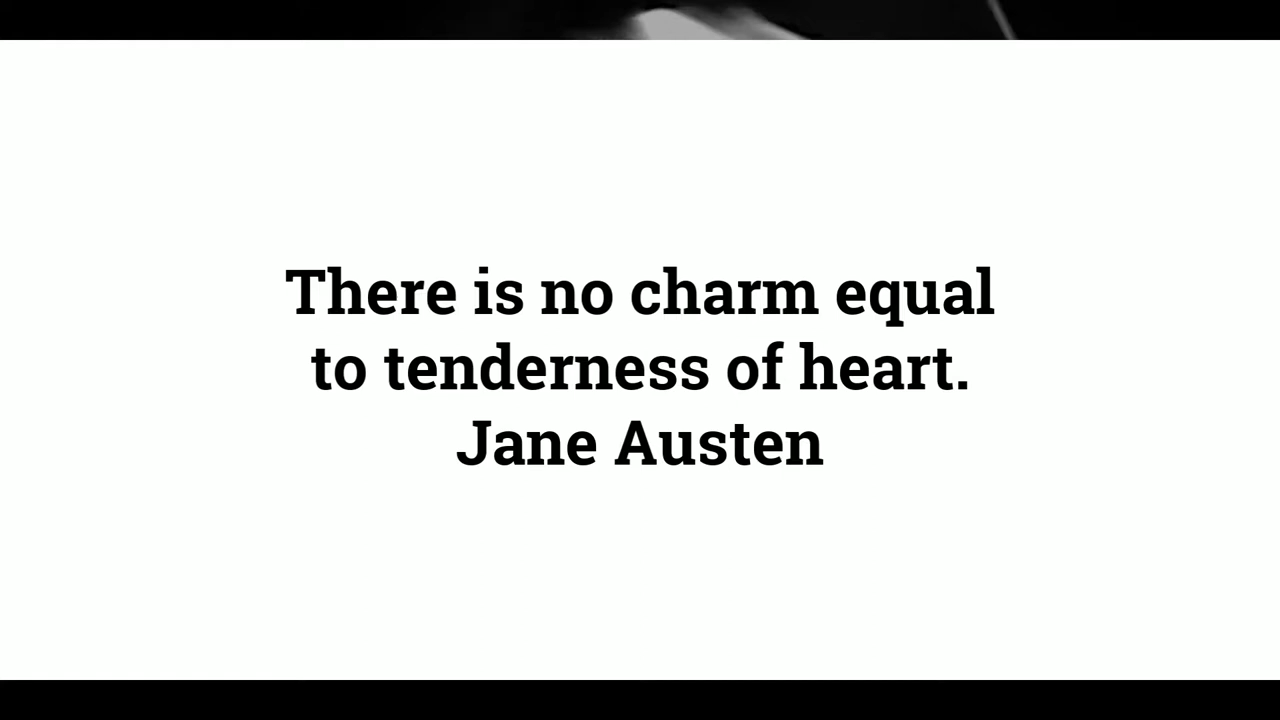 There is no charm equal
to tenderness of heart.
Jane Austen